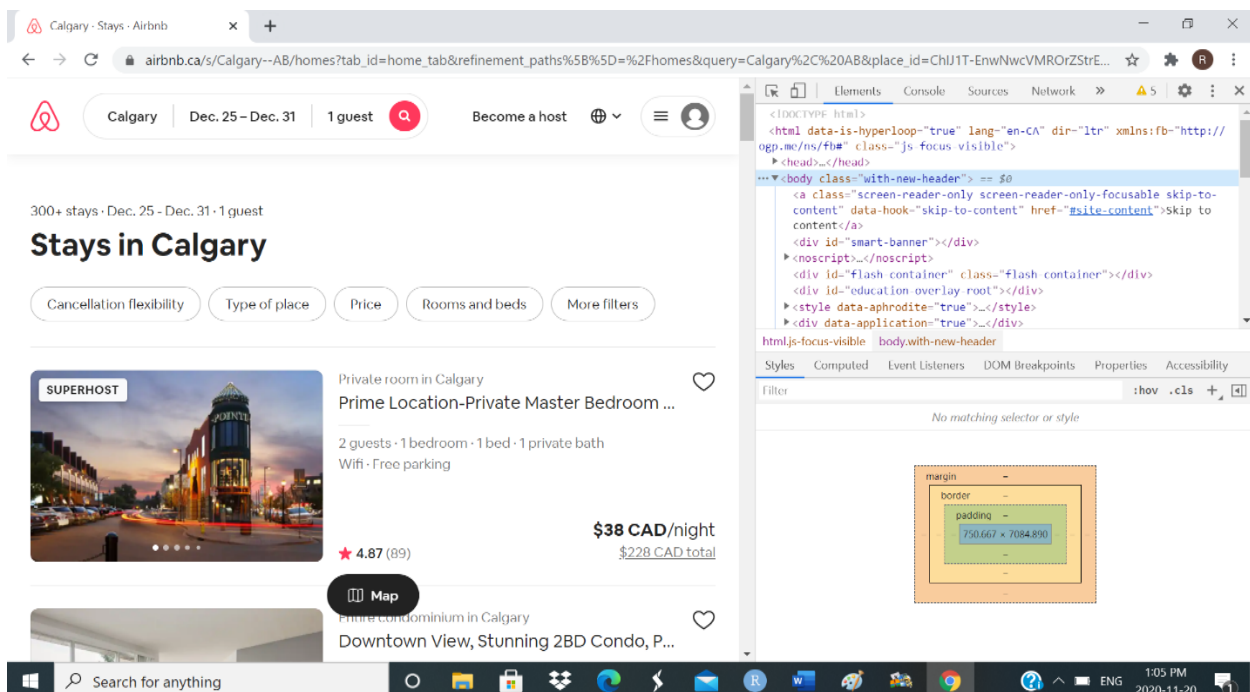 Calgary · Stays · Airbnb
airbnb.ca/s/Calgary--AB/homes?tab_id=home_tab&refinement_paths%5B%5D=%2Fhomes&query=Calgary%2C%20AB&place_id=ChIJ1T-EnwNwcVMROrZStrE...
R
Calgary
Dec. 25 – Dec. 31
1 guest
Become a host
300+ stays · Dec. 25 - Dec. 31 · 1 guest
Stays in Calgary
Cancellation flexibility
Type of place
Price
Rooms and beds
More filters
SUPERHOST
POINTE
Private room in Calgary
Prime Location-Private Master Bedroom ...
2 guests · 1 bedroom · 1 bed · 1 private bath
Wifi · Free parking
$38 CAD/night
4.87 (89)
$228 CAD total
Map
Entire condominium in Calgary
Downtown View, Stunning 2BD Condo, P...
Elements Console Sources Network » 5
<!DOCTYPE html>
<html data-is-hyperloop="true" lang="en-CA" dir="ltr" xmlns:fb="http://
ogp.me/ns/fb#" class="js-focus-visible">
<head>…</head>
<body class="with-new-header"> == $0
<a class="screen-reader-only screen-reader-only-focusable skip-to-
content" data-hook="skip-to-content" href="#site-content">Skip to
content</a>
<div id="smart-banner"></div>
<noscript>…</noscript>
<div id="flash-container" class="flash-container"></div>
<div id="education-overlay-root"></div>
<style data-aphrodite="true">…</style>
<div data-application="true">…</div>
html.js-focus-visible body.with-new-header
Styles Computed Event Listeners DOM Breakpoints Properties Accessibility
Filter
:hov .cls +
No matching selector or style
margin –
border –
padding –
750.667 × 7084.890
–
–
–
Search for anything
R
W
ENG
1:05 PM
2020-11-20
1